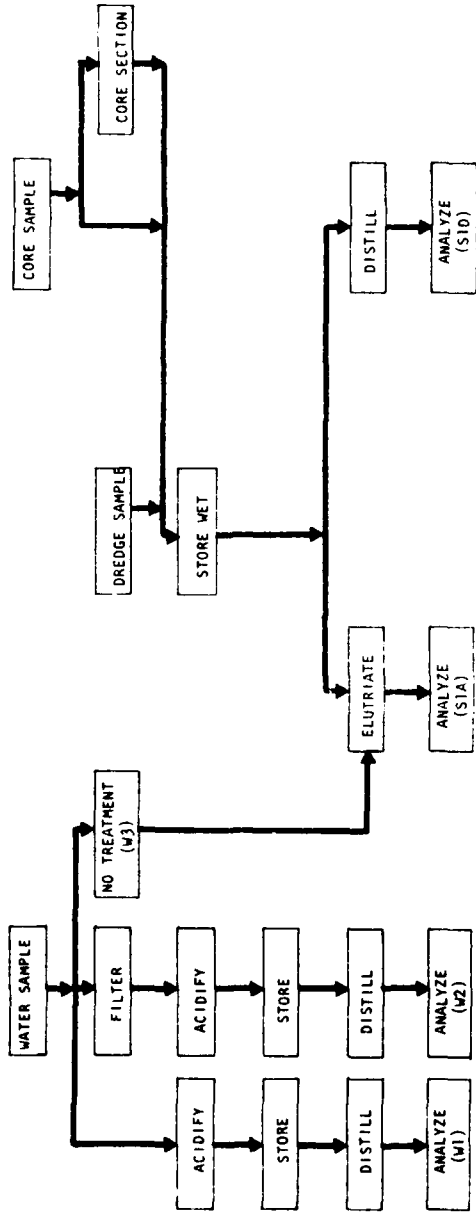 WATER SAMPLE
ACIDIFY
STORE
DISTILL
ANALYZE
(W1)
FILTER
ACIDIFY
STORE
DISTILL
ANALYZE
(W2)
NO TREATMENT
(W3)
DREDGE SAMPLE
CORE SAMPLE
CORE SECTION
STORE WET
ELUTRIATE
ANALYZE
(S1A)
DISTILL
ANALYZE
(S1D)